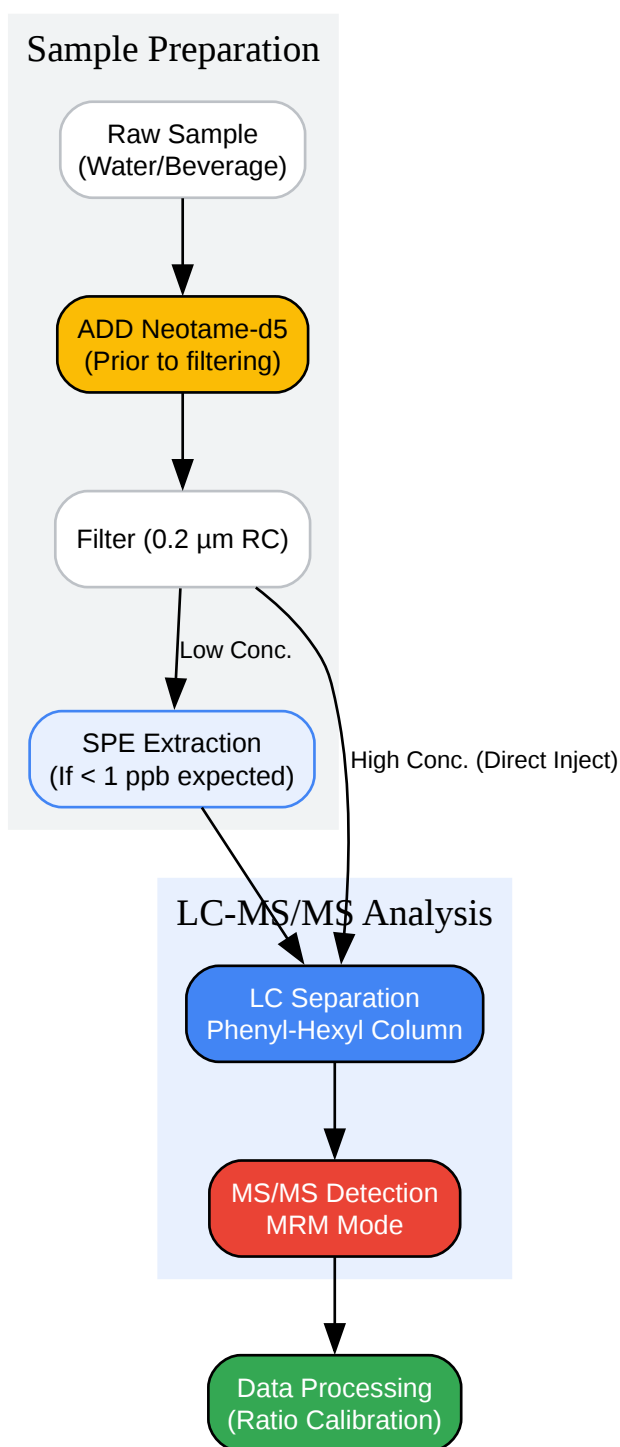 Sample Preparation
Raw Sample
(Water/Beverage)
ADD Neotame-d5
(Prior to filtering)
Filter (0.2 µm RC)
Low Conc.
SPE Extraction
(If < 1 ppb expected)
High Conc. (Direct Inject)
LC-MS/MS Analysis
LC Separation
Phenyl-Hexyl Column
MS/MS Detection
MRM Mode
Data Processing
(Ratio Calibration)